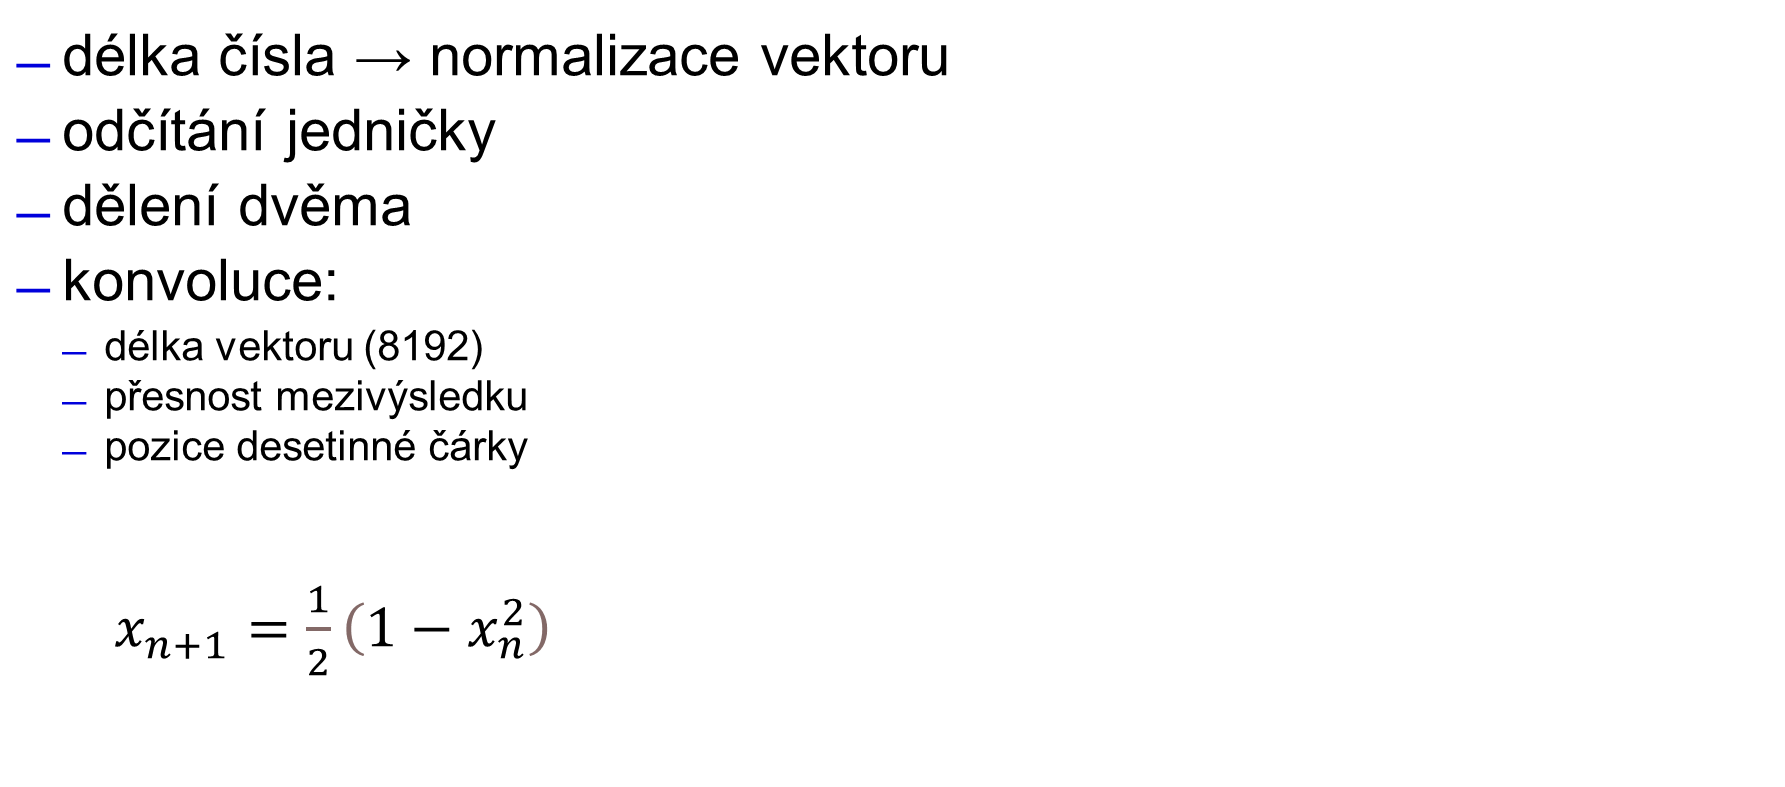 – délka čísla → normalizace vektoru
– odčítání jedničky
– dělení dvěma
– konvoluce:
– délka vektoru (8192)
– přesnost mezivýsledku
– pozice desetinné čárky
$x_{n+1} = \frac{1}{2}(1 - x_n^2)$